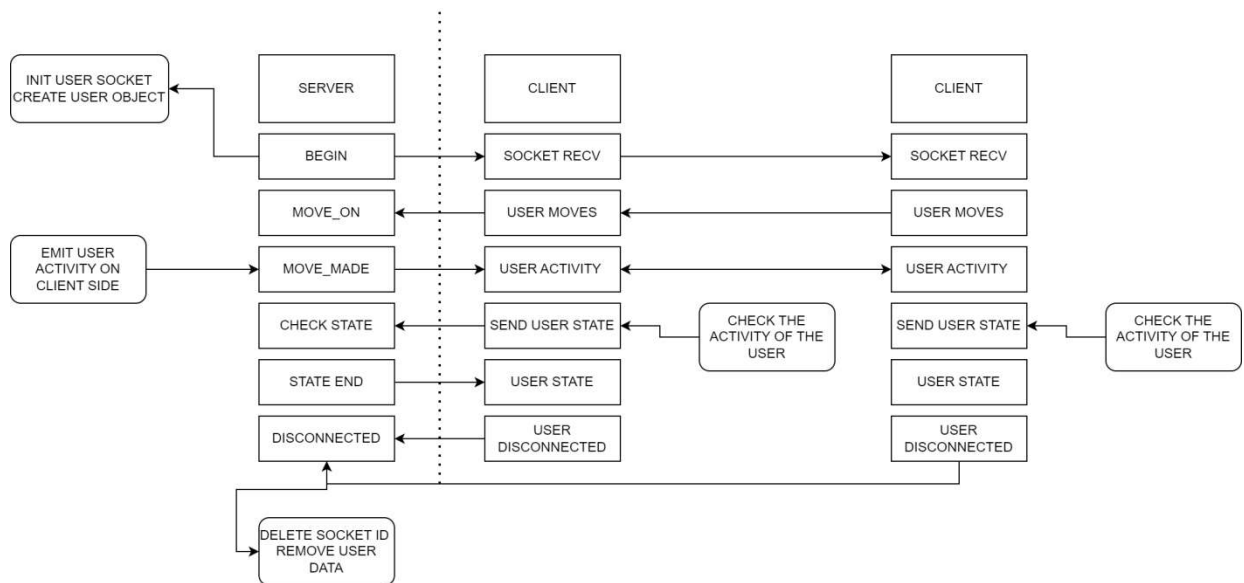 INIT USER SOCKET
CREATE USER OBJECT
SERVER
CLIENT
CLIENT
BEGIN
SOCKET RECV
SOCKET RECV
MOVE_ON
USER MOVES
USER MOVES
EMIT USER
ACTIVITY ON
CLIENT SIDE
MOVE_MADE
USER ACTIVITY
USER ACTIVITY
CHECK STATE
SEND USER STATE
CHECK THE
ACTIVITY OF THE
USER
SEND USER STATE
CHECK THE
ACTIVITY OF THE
USER
STATE END
USER STATE
USER STATE
DISCONNECTED
USER
DISCONNECTED
USER
DISCONNECTED
DELETE SOCKET ID
REMOVE USER
DATA